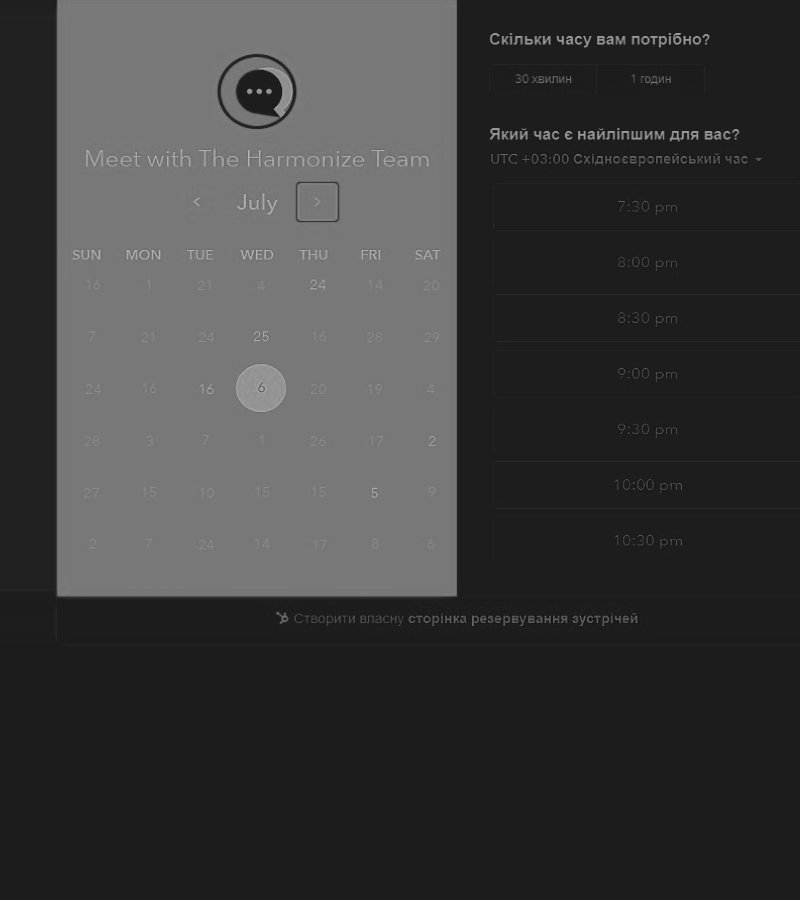 Meet with The Harmonize Team
July
SUN MON TUE WED THU FRI SAT
16 1 21 4 24 14 20
7 21 24 25 16 28 29
24 16 16 6 20 19 4
28 3 7 1 26 17 2
27 15 10 15 15 5 9
2 7 24 14 17 8 6
Скільки часу вам потрібно?
30 хвилин 1 годин
Який час є найліпшим для вас?
UTC +03:00 Східноєвропейський час
7:30 pm
8:00 pm
8:30 pm
9:00 pm
9:30 pm
10:00 pm
10:30 pm
Створити власну сторінка резервування зустрічей